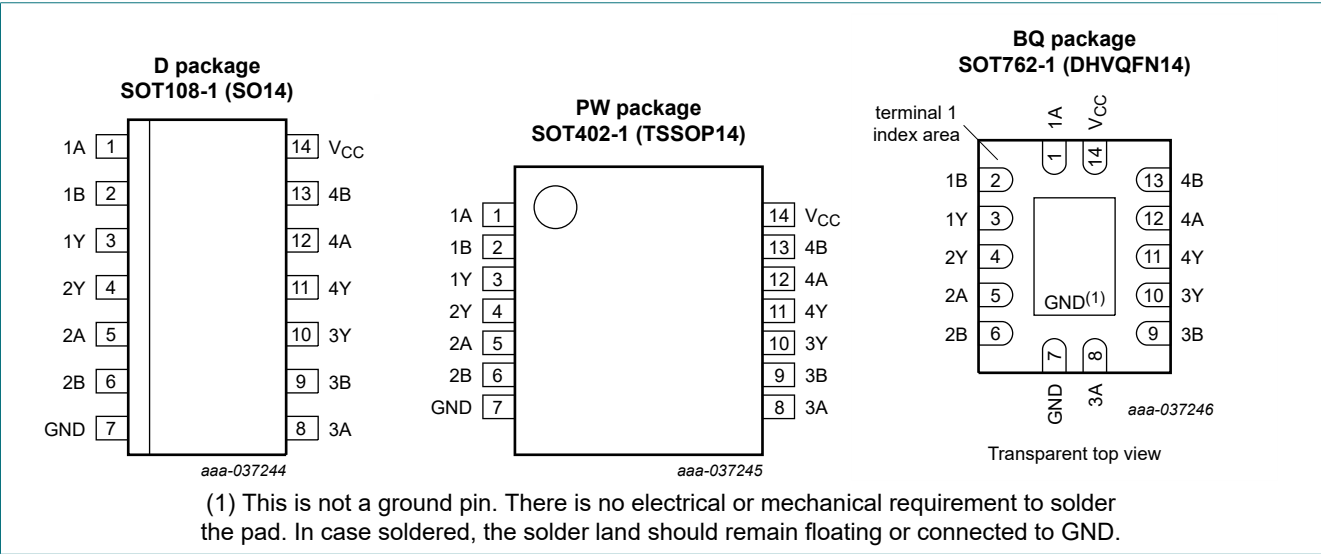 D package
SOT108-1 (SO14)
1A 1
1B 2
1Y 3
2Y 4
2A 5
2B 6
GND 7
14 VCC
13 4B
12 4A
11 4Y
10 3Y
9 3B
8 3A
aaa-037244
PW package
SOT402-1 (TSSOP14)
1A 1
1B 2
1Y 3
2Y 4
2A 5
2B 6
GND 7
14 VCC
13 4B
12 4A
11 4Y
10 3Y
9 3B
8 3A
aaa-037245
BQ package
SOT762-1 (DHVQFN14)
terminal 1
index area
1A
VCC
1
14
1B 2
1Y 3
2Y 4
2A 5
2B 6
13 4B
12 4A
11 4Y
10 3Y
9 3B
GND(1)
7
8
GND
3A
aaa-037246
Transparent top view
(1) This is not a ground pin. There is no electrical or mechanical requirement to solder
the pad. In case soldered, the solder land should remain floating or connected to GND.